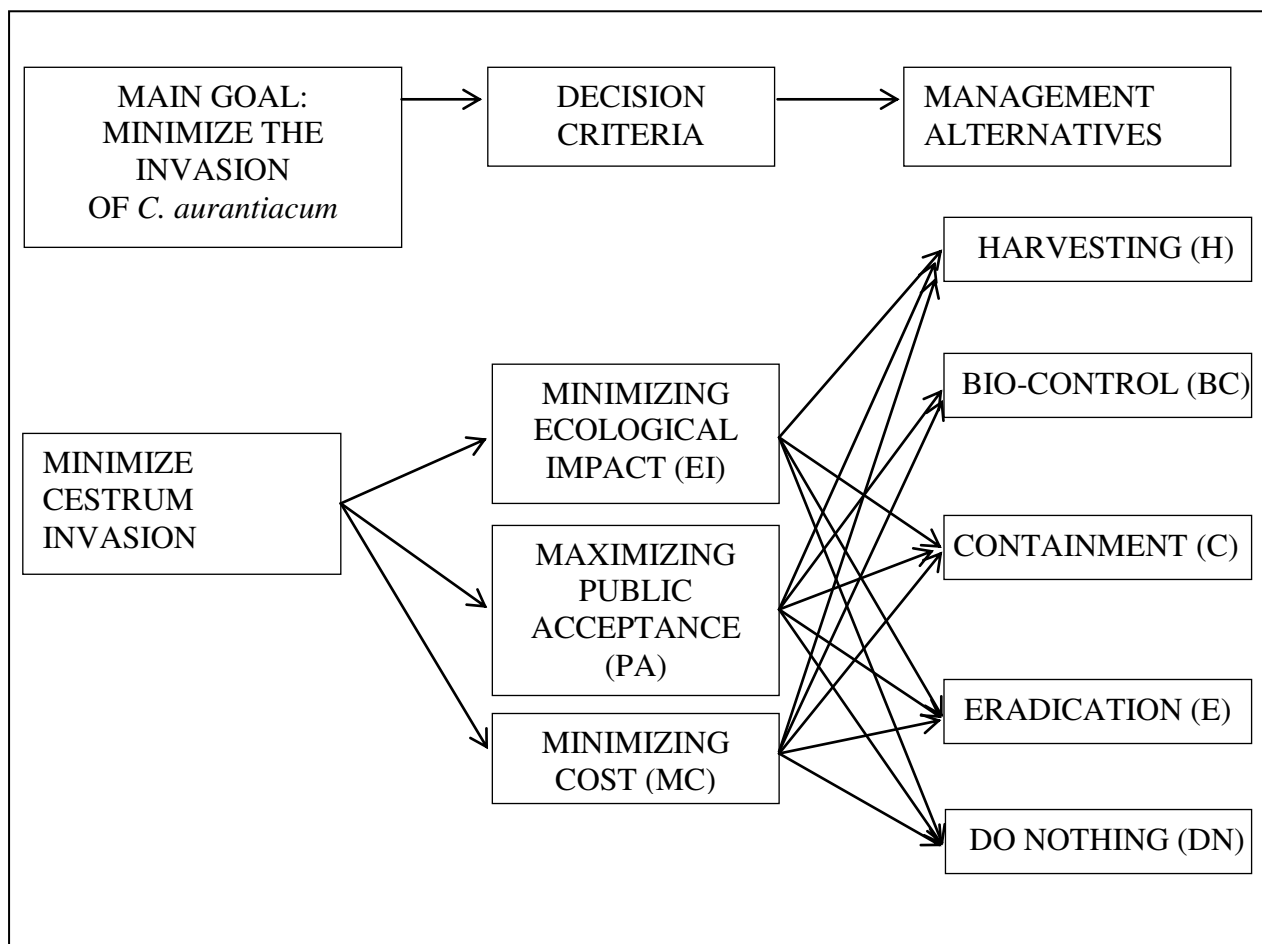 MAIN GOAL:
MINIMIZE THE
INVASION
OF C. aurantiacum
DECISION
CRITERIA
MANAGEMENT
ALTERNATIVES
MINIMIZE
CESTRUM
INVASION
MINIMIZING
ECOLOGICAL
IMPACT (EI)
MAXIMIZING
PUBLIC
ACCEPTANCE
(PA)
MINIMIZING
COST (MC)
HARVESTING (H)
BIO-CONTROL (BC)
CONTAINMENT (C)
ERADICATION (E)
DO NOTHING (DN)